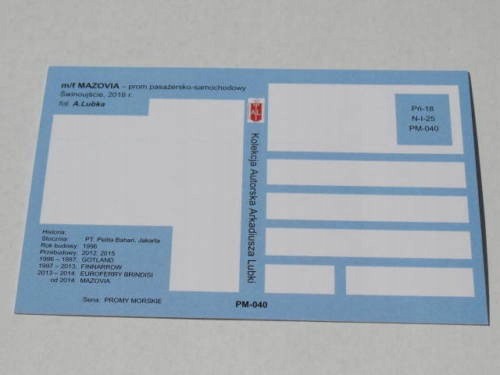 m/f MAZOVIA – prom pasażersko-samochodowy
Świnoujście, 2018 r.
fot. A.Lubka
Historia:
Stocznia: PT. Pelita Bahari, Jakarta
Rok budowy: 1996
Przebudowy: 2012, 2015
1996 – 1997: GOTLAND
1997 – 2013: FINNARROW
2013 – 2014: EUROFERRY BRINDISI
od 2014: MAZOVIA
Seria: PROMY MORSKIE
Kolekcja Autorska Arkadiusza Lubki
PM-040
Pń-18
N-I-25
PM-040